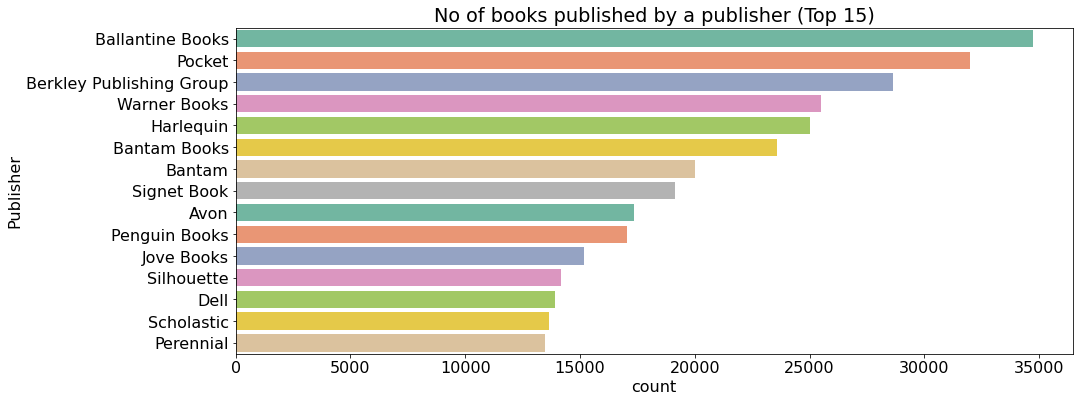 No of books published by a publisher (Top 15)
Publisher
Ballantine Books
Pocket
Berkley Publishing Group
Warner Books
Harlequin
Bantam Books
Bantam
Signet Book
Avon
Penguin Books
Jove Books
Silhouette
Dell
Scholastic
Perennial
0 5000 10000 15000 20000 25000 30000 35000
count